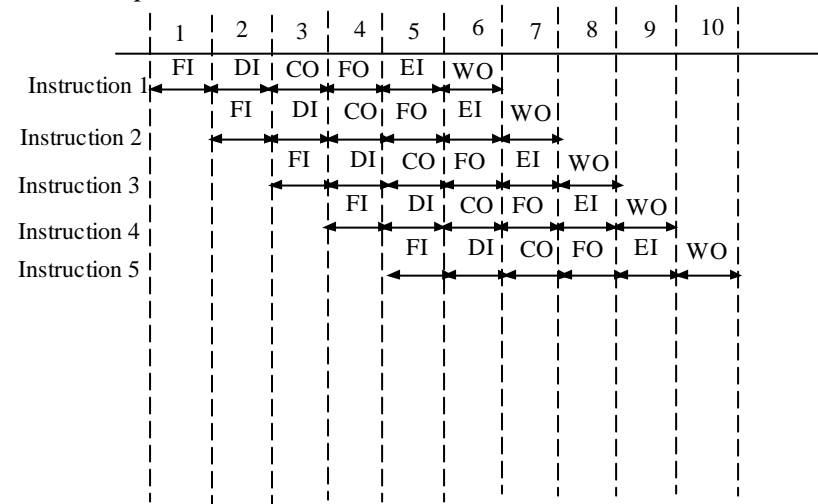 1 2 3 4 5 6 7 8 9 10
FI DI CO FO EI WO
Instruction 1
FI DI CO FO EI WO
Instruction 2
FI DI CO FO EI WO
Instruction 3
FI DI CO FO EI WO
Instruction 4
FI DI CO FO EI WO
Instruction 5